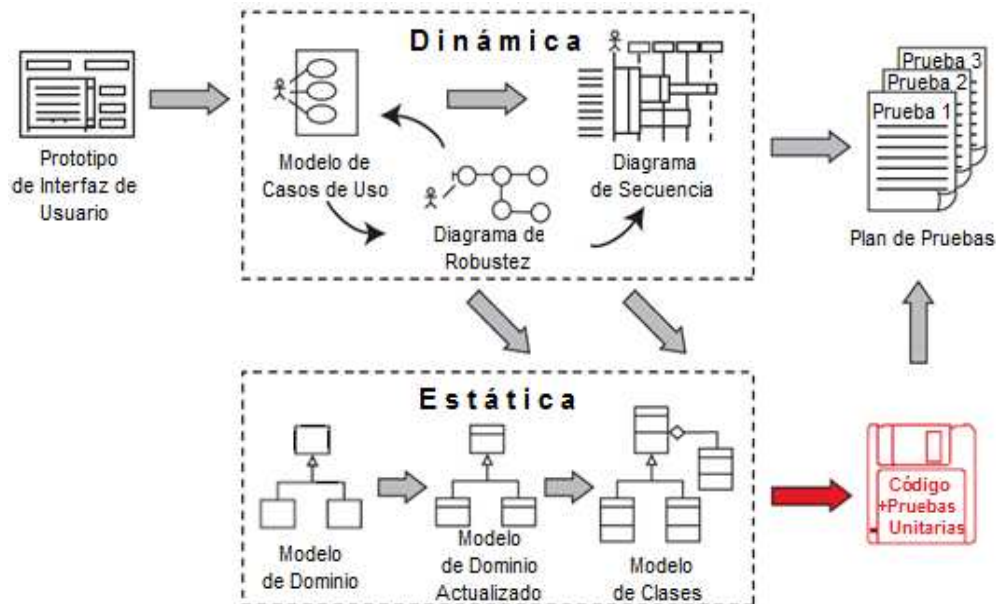 Dinámica
Prototipo
de Interfaz de
Usuario
Modelo de
Casos de Uso
Diagrama de
Robustez
Diagrama
de Secuencia
Prueba 3
Prueba 2
Prueba 1
Plan de Pruebas
Estática
Modelo
de Dominio
Modelo
de Dominio
Actualizado
Modelo
de Clases
Código
+Pruebas
Unitarias